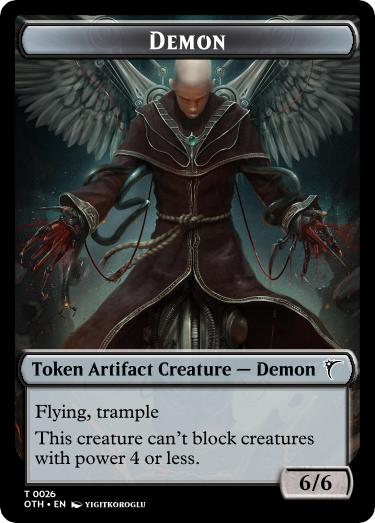 Demon
Token Artifact Creature — Demon
Flying, trample
This creature can't block creatures
with power 4 or less.
6/6
T 0026
OTH • EN YIGITKOROGLU